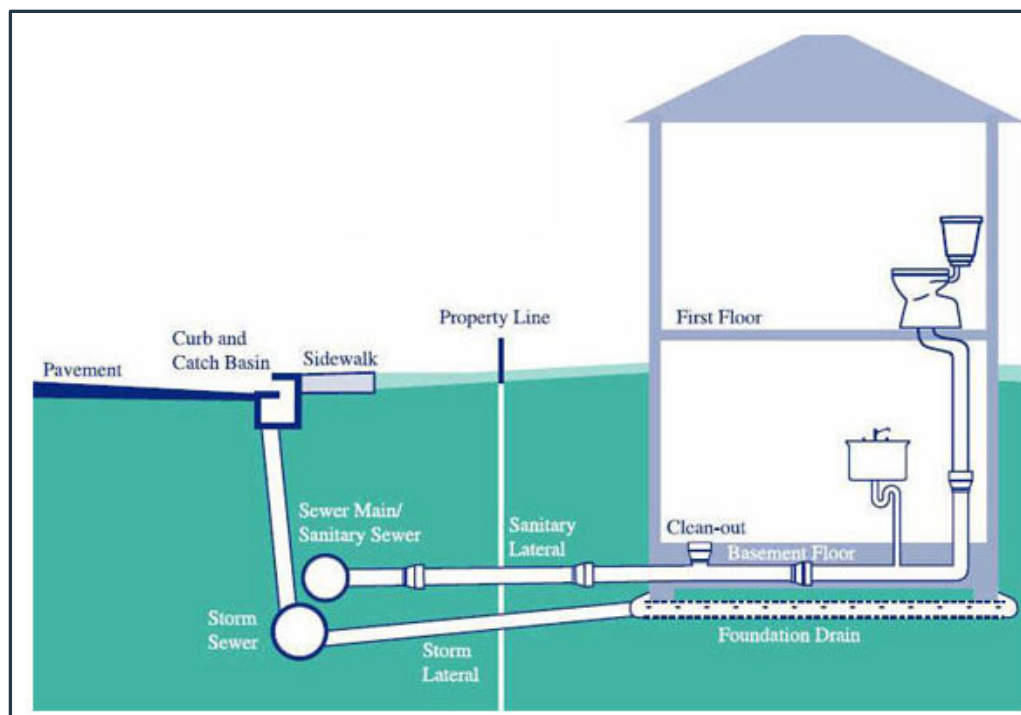 Property Line
First Floor
Curb and
Catch Basin
Sidewalk
Pavement
Sewer Main/
Sanitary Sewer
Sanitary
Lateral
Clean-out
Basement Floor
Storm
Sewer
Storm
Lateral
Foundation Drain